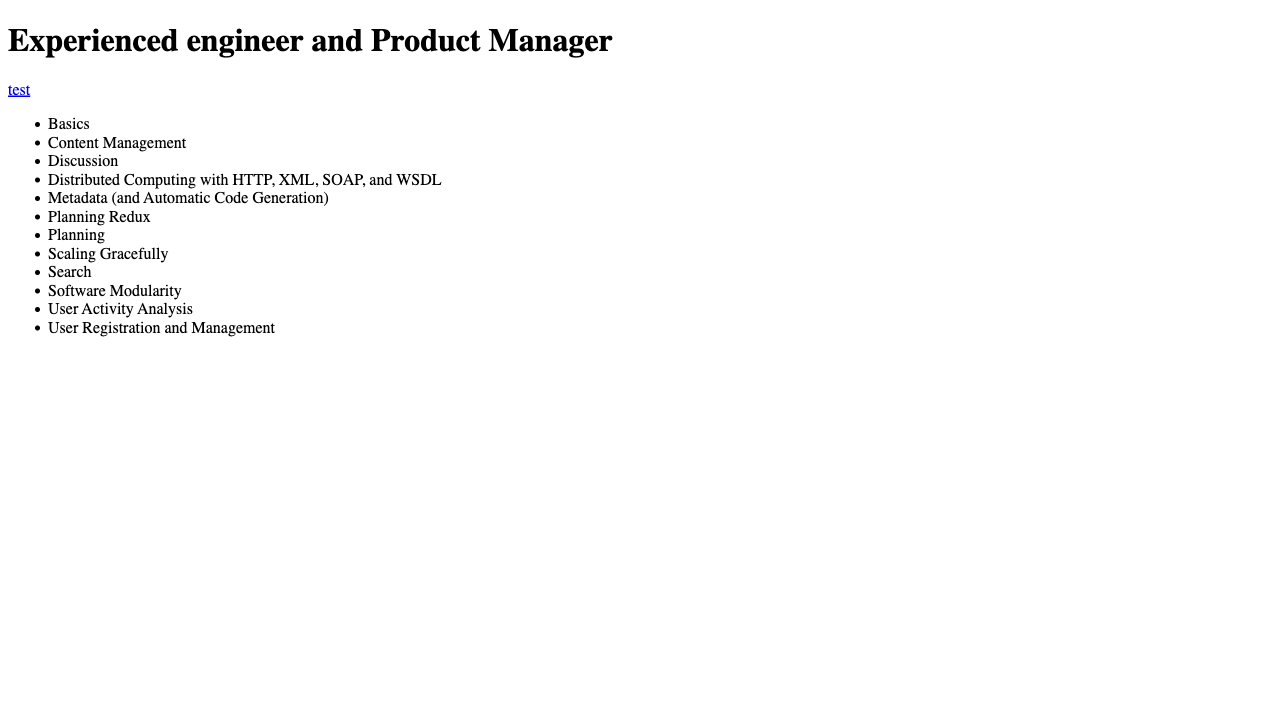 Experienced engineer and Product Manager
test
Basics
Content Management
Discussion
Distributed Computing with HTTP, XML, SOAP, and WSDL
Metadata (and Automatic Code Generation)
Planning Redux
Planning
Scaling Gracefully
Search
Software Modularity
User Activity Analysis
User Registration and Management